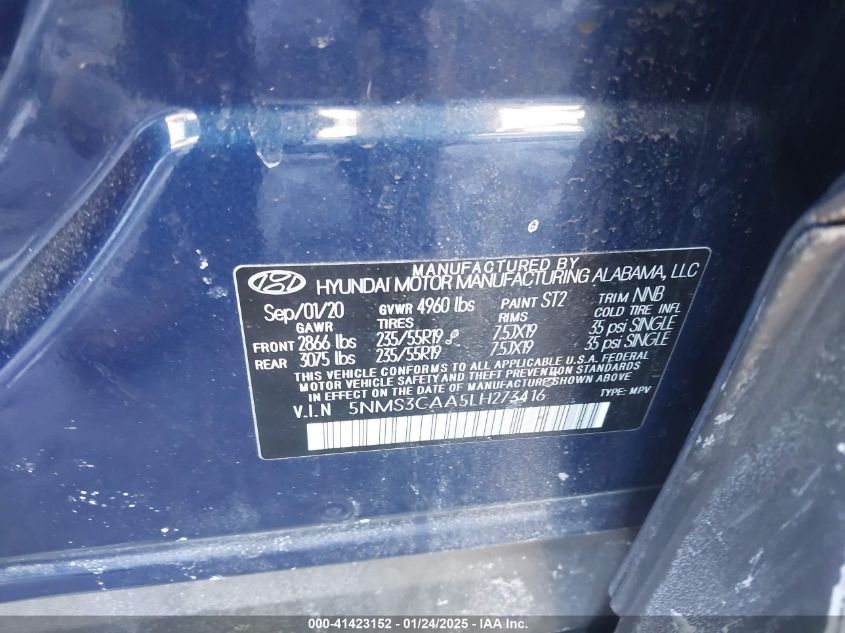 MANUFACTURED BY
HYUNDAI MOTOR MANUFACTURING ALABAMA, LLC
Sep/01/20 GVWR 4960 lbs PAINT ST2 TRIM NNB
GAWR TIRES RIMS COLD TIRE INFL
FRONT 2866 lbs 235/55R19 7.5JX19 35 psi SINGLE
REAR 3075 lbs 235/55R19 7.5JX19 35 psi SINGLE
THIS VEHICLE CONFORMS TO ALL APPLICABLE U.S.A. FEDERAL
MOTOR VEHICLE SAFETY AND THEFT PREVENTION STANDARDS
IN EFFECT ON THE DATE OF MANUFACTURE SHOWN ABOVE.
V.I.N 5NMS3CAA5LH273416 TYPE: MPV
000-41423152 - 01/24/2025 - © IAA Inc.